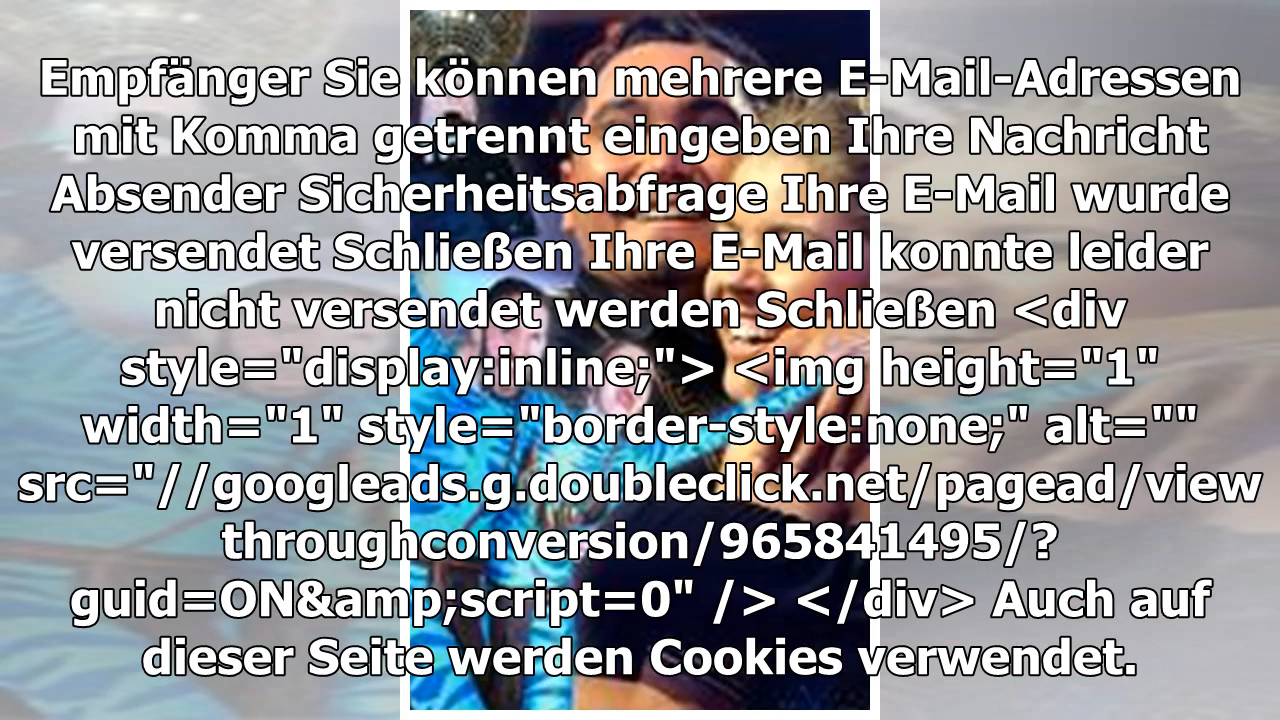 Empfänger Sie können mehrere E-Mail-Adressen
mit Komma getrennt eingeben Ihre Nachricht
Absender Sicherheitsabfrage Ihre E-Mail wurde
versendet Schließen Ihre E-Mail konnte leider
nicht versendet werden Schließen <div
style="display:inline;"> <img height="1"
width="1" style="border-style:none;" alt=""
src="//googleads.g.doubleclick.net/pagead/view
throughconversion/965841495/?
guid=ON&amp;script=0" /> </div> Auch auf
dieser Seite werden Cookies verwendet.